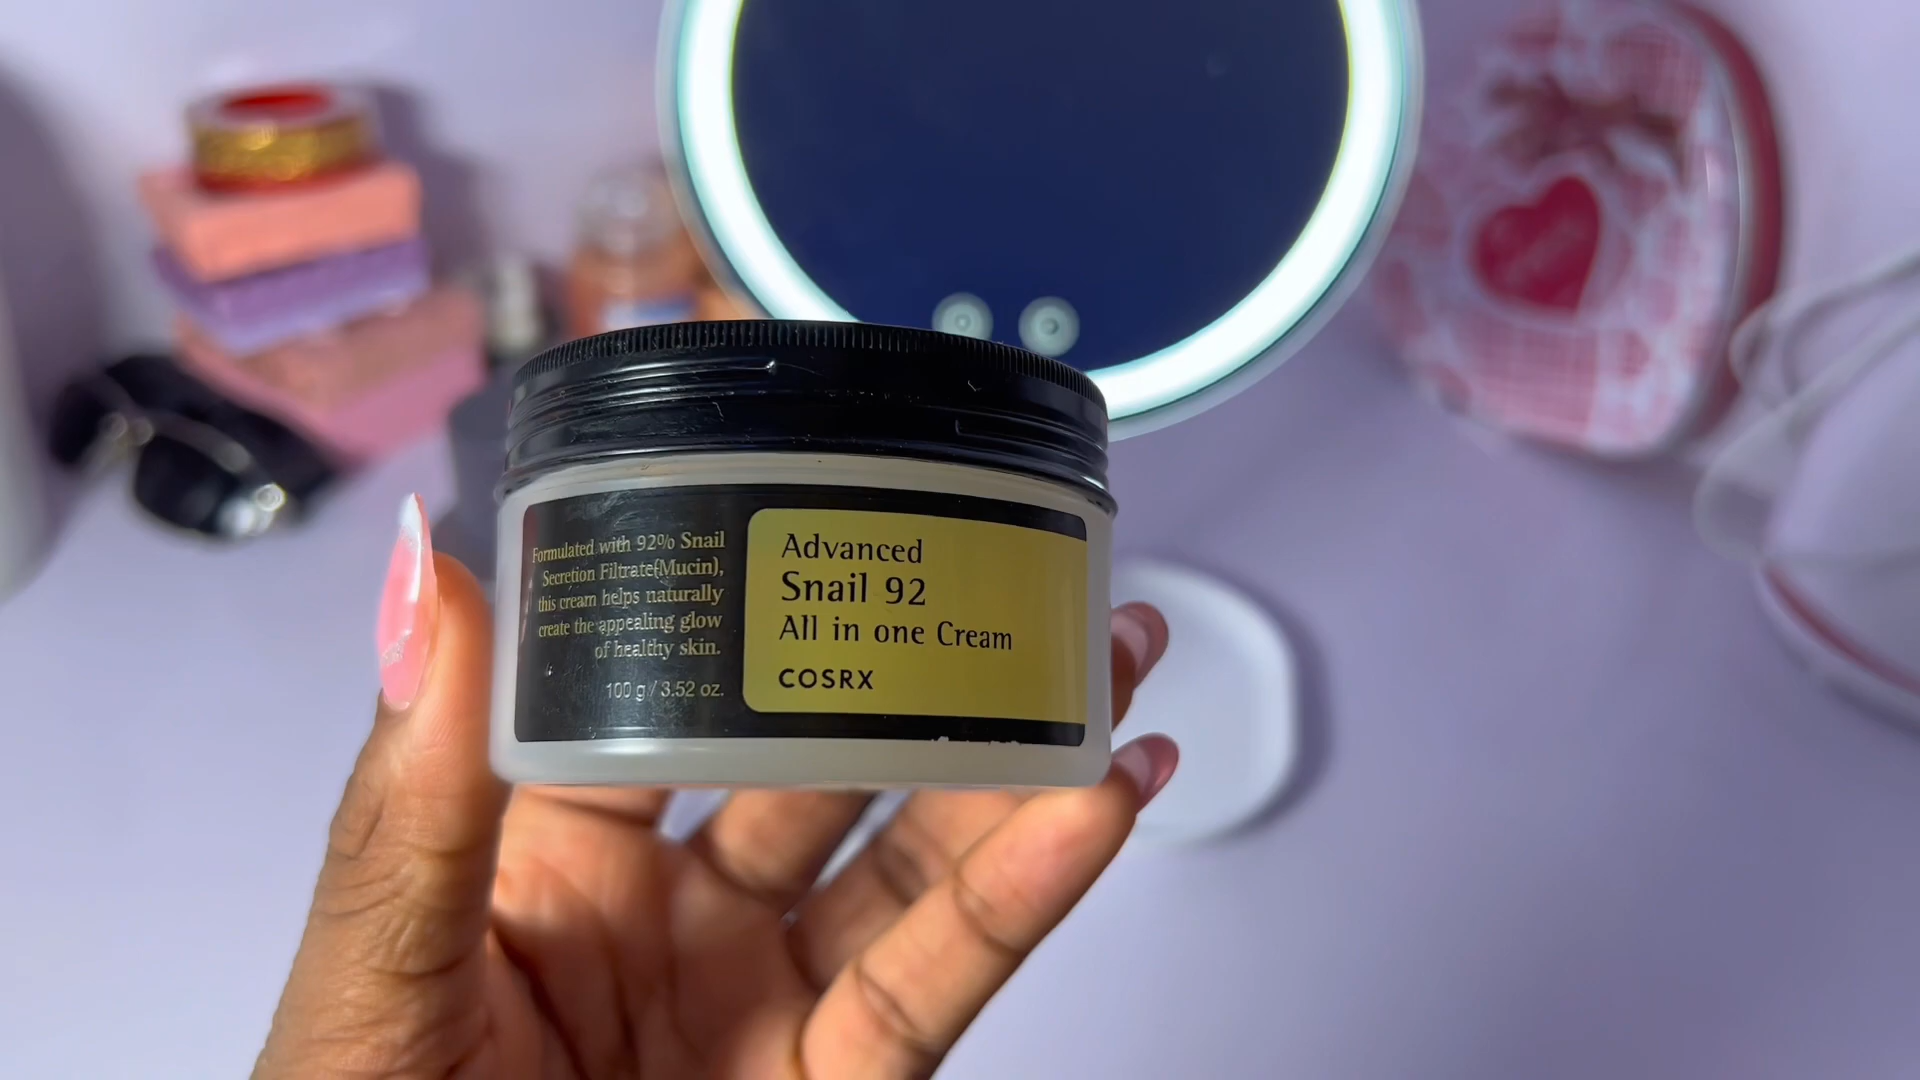 Formulated with 92% Snail
Secretion Filtrate(Mucin),
this cream helps naturally
create the appealing glow
of healthy skin.
100 g / 3.52 oz.
Advanced
Snail 92
All in one Cream
COSRX